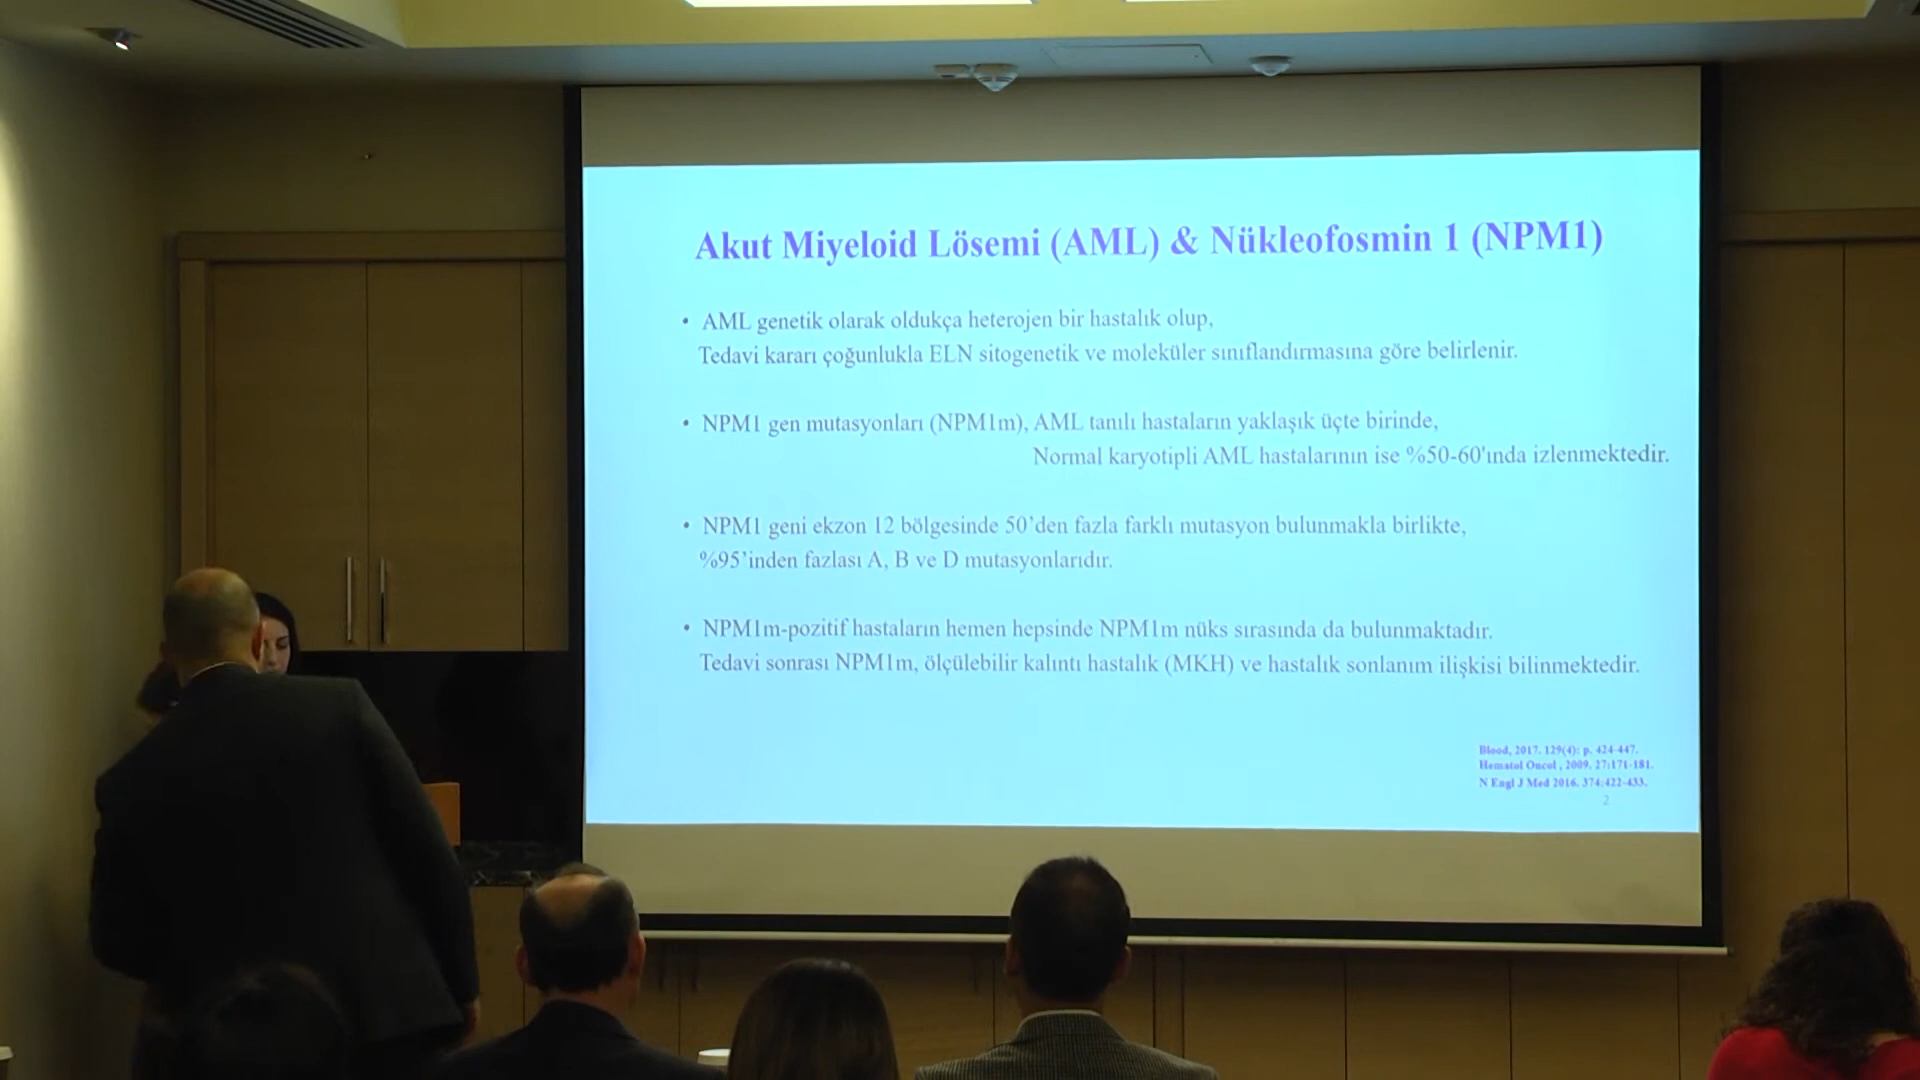 Akut Miyeloid Lösemi (AML) & Nükleofosmin 1 (NPM1)
• AML genetik olarak oldukça heterojen bir hastalık olup,
Tedavi kararı çoğunlukla ELN sitogenetik ve moleküler sınıflandırmasına göre belirlenir.
• NPM1 gen mutasyonları (NPM1m), AML tanılı hastaların yaklaşık üçte birinde,
Normal karyotipli AML hastalarının ise %50-60'ında izlenmektedir.
• NPM1 geni ekzon 12 bölgesinde 50’den fazla farklı mutasyon bulunmakla birlikte,
%95’inden fazlası A, B ve D mutasyonlarıdır.
• NPM1m-pozitif hastaların hemen hepsinde NPM1m nüks sırasında da bulunmaktadır.
Tedavi sonrası NPM1m, ölçülebilir kalıntı hastalık (MKH) ve hastalık sonlanım ilişkisi bilinmektedir.
Blood, 2017. 129(4): p. 424-447.
Hematol Oncol , 2009. 27:171-181.
N Engl J Med 2016. 374:422-433.
2